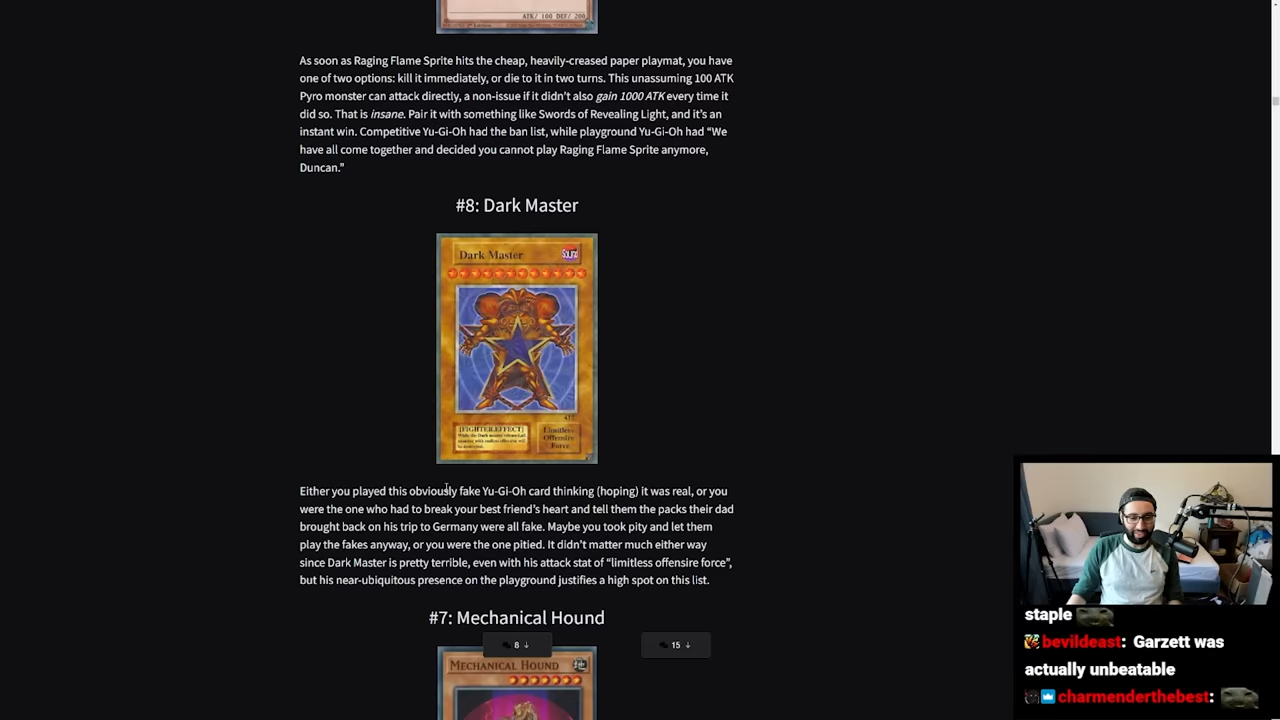 ATK/ 100 DEF/ 200
As soon as Raging Flame Sprite hits the cheap, heavily-creased paper playmat, you have
one of two options: kill it immediately, or die to it in two turns. This unassuming 100 ATK
Pyro monster can attack directly, a non-issue if it didn't also gain 1000 ATK every time it
did so. That is insane. Pair it with something like Swords of Revealing Light, and it's an
instant win. Competitive Yu-Gi-Oh had the ban list, while playground Yu-Gi-Oh had “We
have all come together and decided you cannot play Raging Flame Sprite anymore,
Duncan.”
#8: Dark Master
Dark Master
[FIGHTER.EFFECT]
Limitless
Offensive
Force
Either you played this obviously fake Yu-Gi-Oh card thinking (hoping) it was real, or you
were the one who had to break your best friend's heart and tell them the packs their dad
brought back on his trip to Germany were all fake. Maybe you took pity and let them
play the fakes anyway, or you were the one pitied. It didn't matter much either way
since Dark Master is pretty terrible, even with his attack stat of “limitless offensive force”,
but his near-ubiquitous presence on the playground justifies a high spot on this list.
#7: Mechanical Hound
8 ↓
15 ↓
MECHANICAL HOUND
staple
bevildeast: Garzett was
actually unbeatable
charmenderthebest: